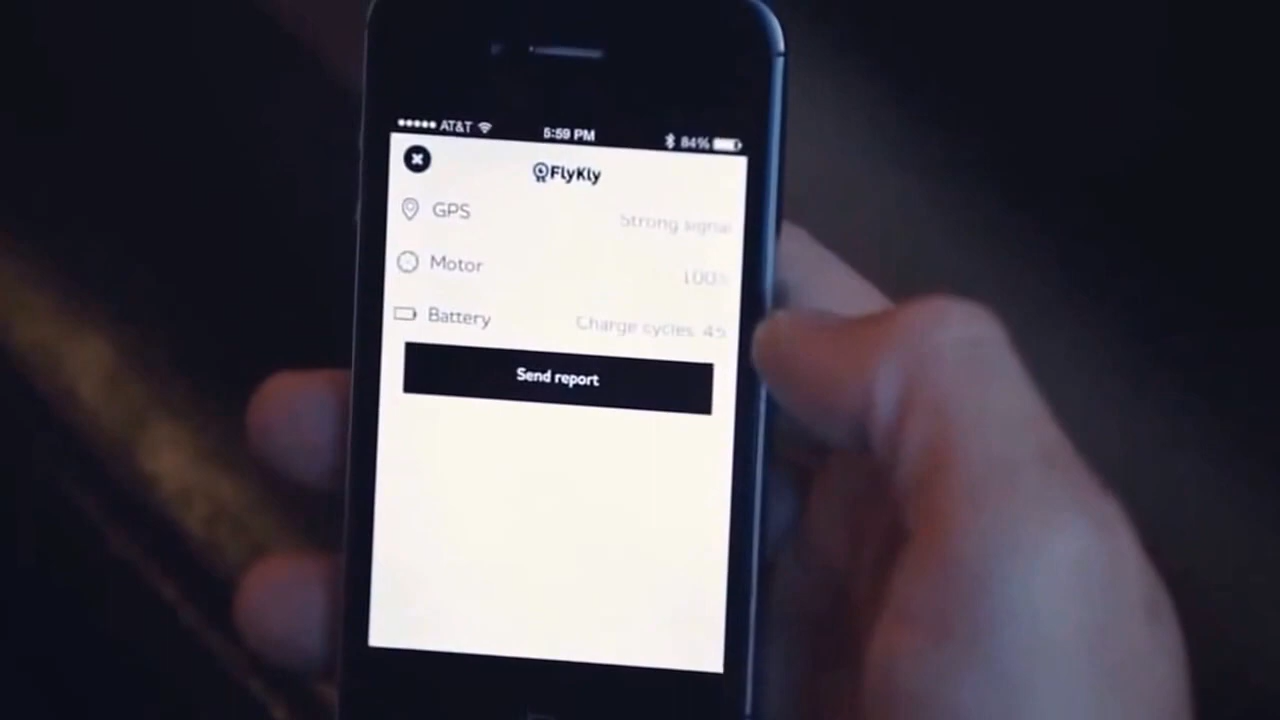 AT&T 5:59 PM 84%
FlyKly
GPS Strong signal
Motor 100%
Battery Charge cycles 45
Send report